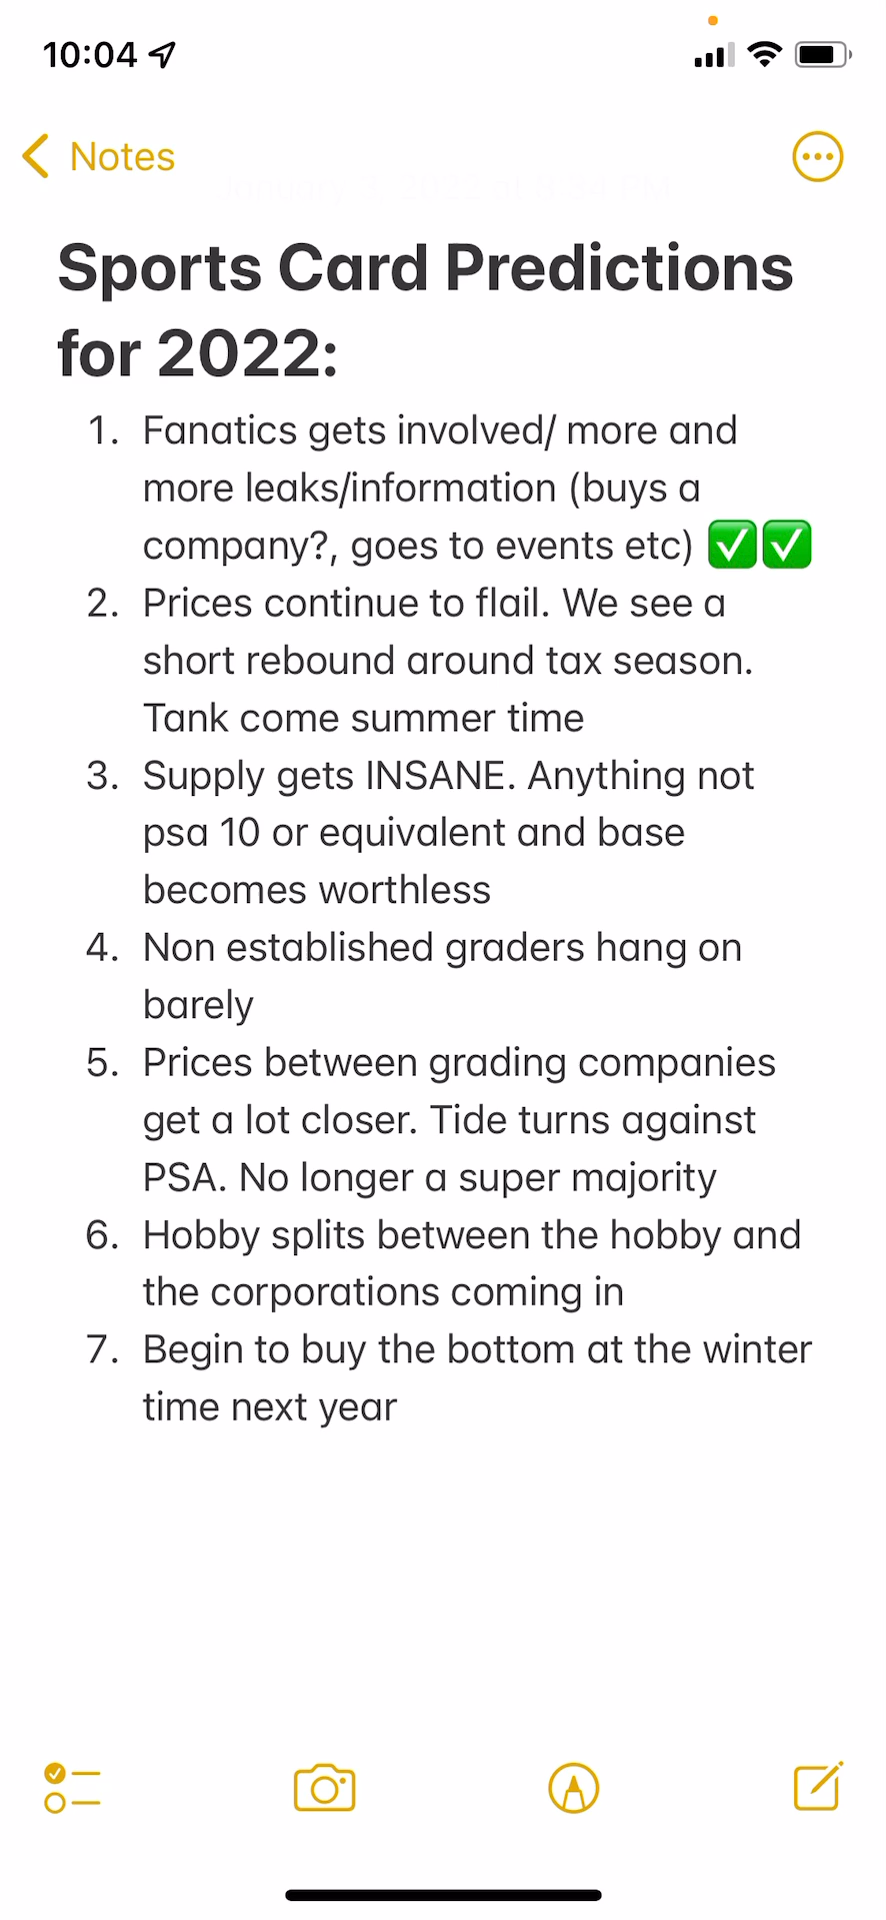 10:04
Notes
Sports Card Predictions
for 2022:
1. Fanatics gets involved/ more and
more leaks/information (buys a
company?, goes to events etc) ✅✅
2. Prices continue to flail. We see a
short rebound around tax season.
Tank come summer time
3. Supply gets INSANE. Anything not
psa 10 or equivalent and base
becomes worthless
4. Non established graders hang on
barely
5. Prices between grading companies
get a lot closer. Tide turns against
PSA. No longer a super majority
6. Hobby splits between the hobby and
the corporations coming in
7. Begin to buy the bottom at the winter
time next year